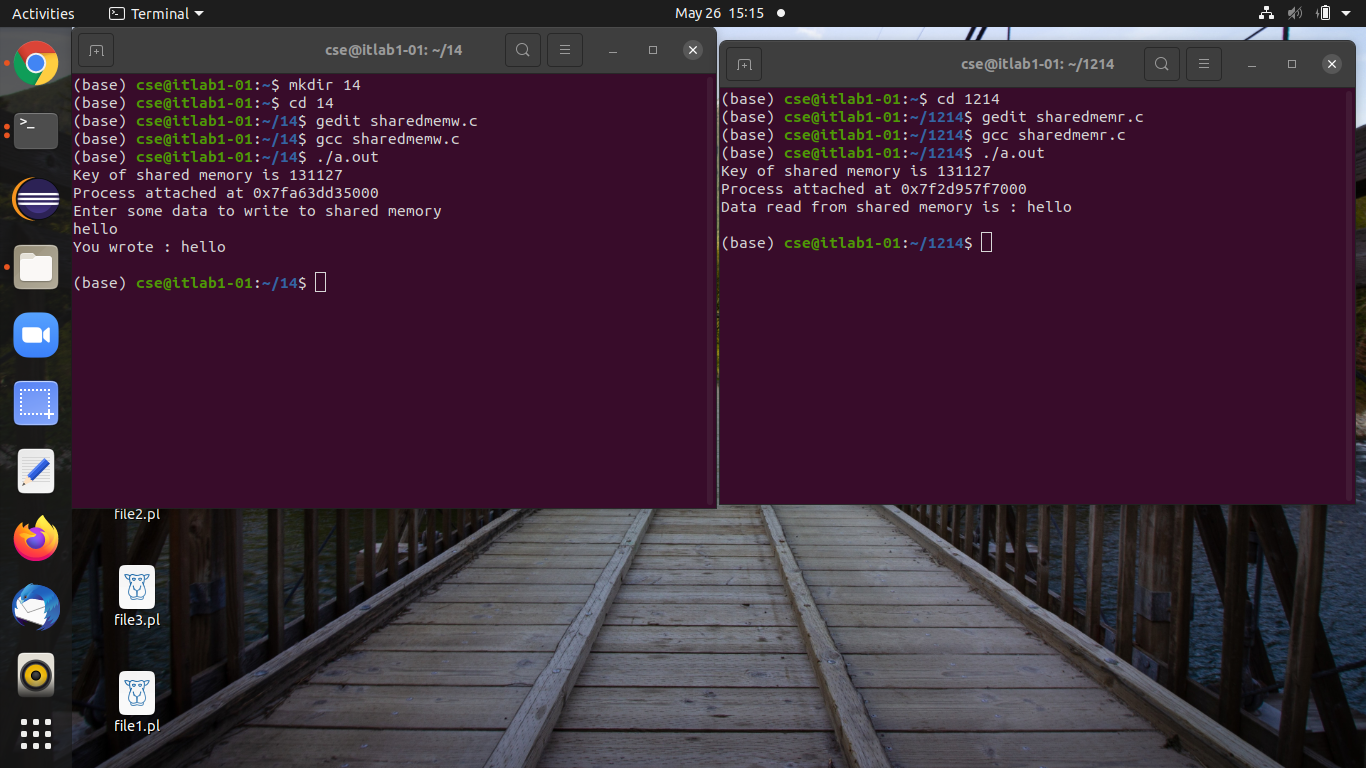 Activities
Terminal
May 26 15:15
cse@itlab1-01: ~/14
(base) cse@itlab1-01:~$ mkdir 14
(base) cse@itlab1-01:~$ cd 14
(base) cse@itlab1-01:~/14$ gedit sharedmemw.c
(base) cse@itlab1-01:~/14$ gcc sharedmemw.c
(base) cse@itlab1-01:~/14$ ./a.out
Key of shared memory is 131127
Process attached at 0x7fa63dd35000
Enter some data to write to shared memory
hello
You wrote : hello
(base) cse@itlab1-01:~/14$
cse@itlab1-01: ~/1214
(base) cse@itlab1-01:~$ cd 1214
(base) cse@itlab1-01:~/1214$ gedit sharedmemr.c
(base) cse@itlab1-01:~/1214$ gcc sharedmemr.c
(base) cse@itlab1-01:~/1214$ ./a.out
Key of shared memory is 131127
Process attached at 0x7f2d957f7000
Data read from shared memory is : hello
(base) cse@itlab1-01:~/1214$
file2.pl
file3.pl
file1.pl